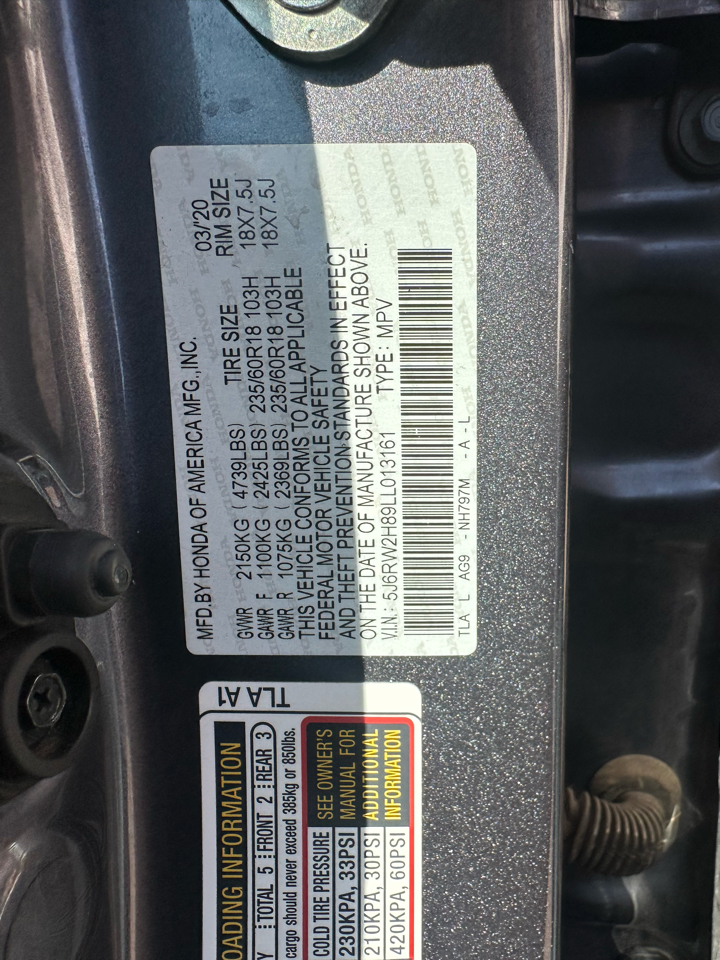 MFD.BY HONDA OF AMERICA MFG.,INC. 03/'20
TIRE SIZE RIM SIZE
GVWR 2150KG ( 4739LBS)
GAWR F 1100KG ( 2425LBS) 235/60R18 103H 18X7.5J
GAWR R 1075KG ( 2369LBS) 235/60R18 103H 18X7.5J
THIS VEHICLE CONFORMS TO ALL APPLICABLE
FEDERAL MOTOR VEHICLE SAFETY
AND THEFT PREVENTION STANDARDS IN EFFECT
ON THE DATE OF MANUFACTURE SHOWN ABOVE.
V.I.N.: 5J6RW2H89LL013161 TYPE: MPV
TLA L AG9 - NH797M - A - L
TLA A1
OADING INFORMATION
TOTAL 5 FRONT 2 REAR 3
cargo should never exceed 385kg or 850lbs.
COLD TIRE PRESSURE
230KPA, 33PSI
210KPA, 30PSI
420KPA, 60PSI
SEE OWNER'S
MANUAL FOR
ADDITIONAL
INFORMATION